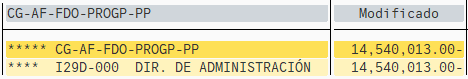 CG-AF-FDO-PROGP-PP Modificado
***** CG-AF-FDO-PROGP-PP 14,540,013.00-
**** I29D-000 DIR. DE ADMINISTRACIÓN 14,540,013.00-